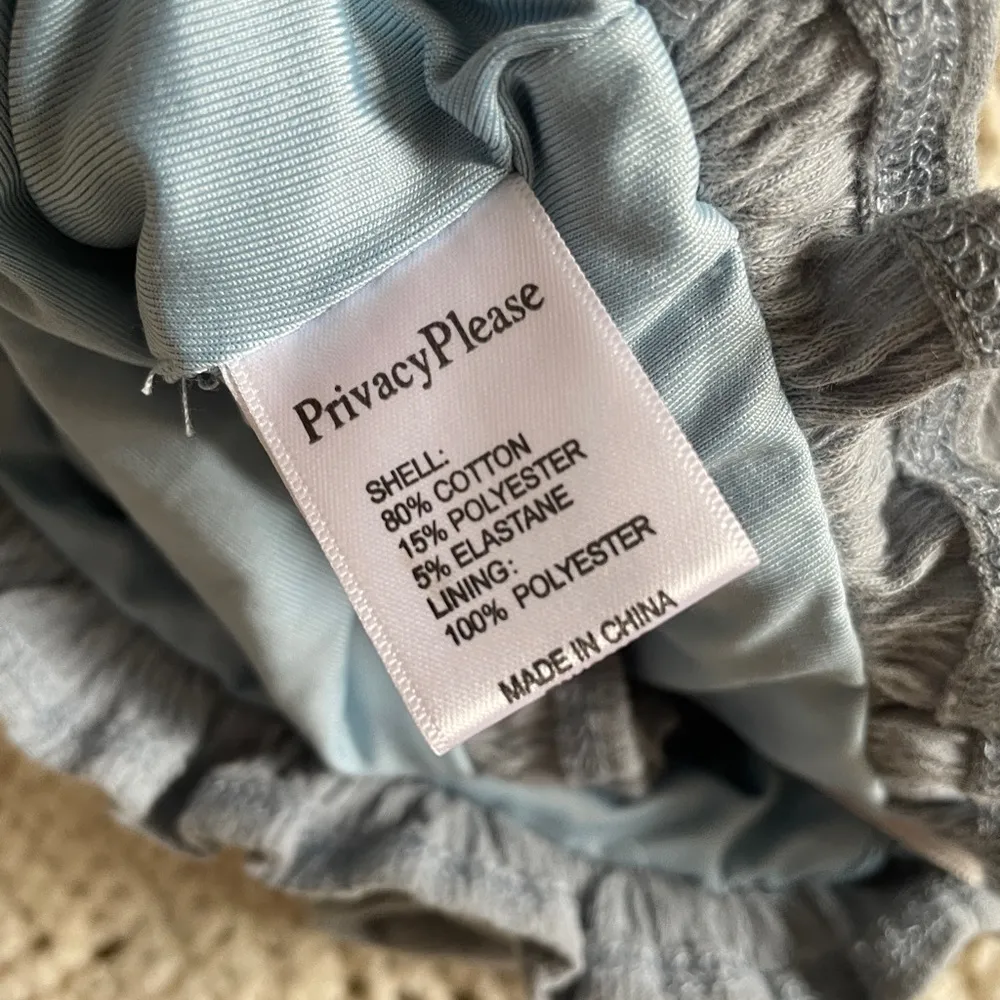 PrivacyPlease
SHELL:
80% COTTON
15% POLYESTER
5% ELASTANE
LINING:
100% POLYESTER
MADE IN CHINA